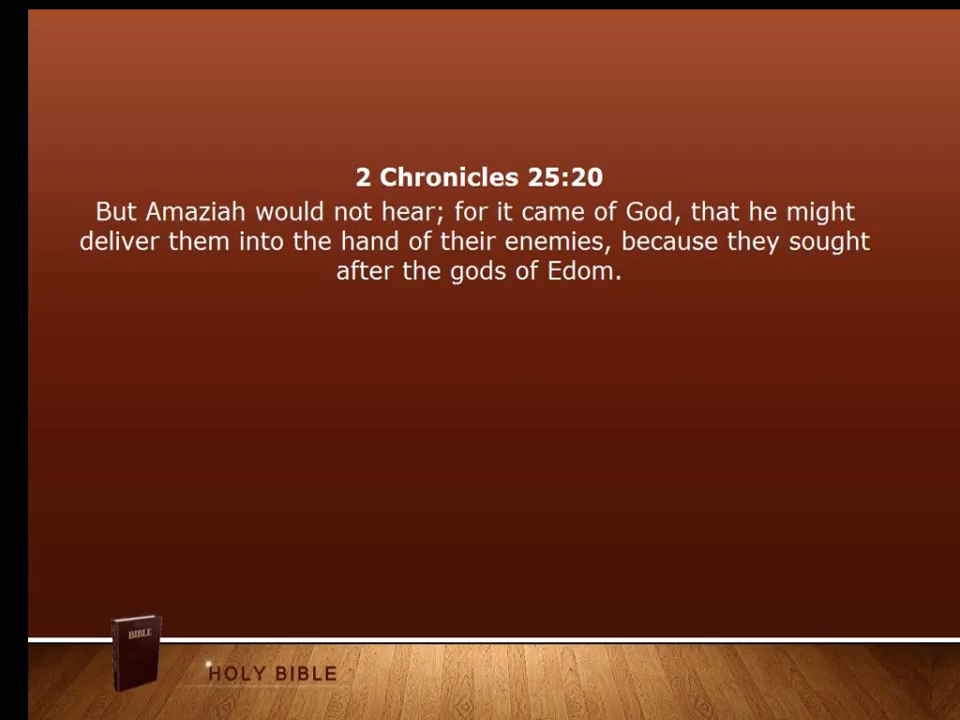 2 Chronicles 25:20
But Amaziah would not hear; for it came of God, that he might
deliver them into the hand of their enemies, because they sought
after the gods of Edom.
BIBLE
HOLY BIBLE